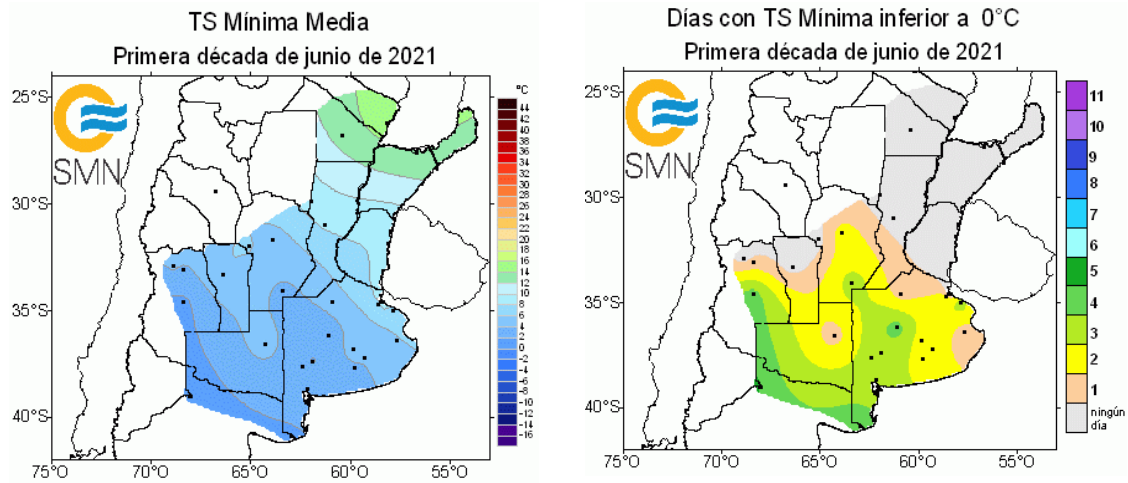 TS Mínima Media
Primera década de junio de 2021
SMN
°C
44
42
40
38
36
34
32
30
28
26
24
22
20
18
16
14
12
10
8
6
4
2
0
-2
-4
-6
-8
-10
-12
-14
-16
25°S
30°S
35°S
40°S
75°O 70°O 65°O 60°O 55°O
Días con TS Mínima inferior a 0°C
Primera década de junio de 2021
SMN
11
10
9
8
7
6
5
4
3
2
1
ningún
día
25°S
30°S
35°S
40°S
75°O 70°O 65°O 60°O 55°O